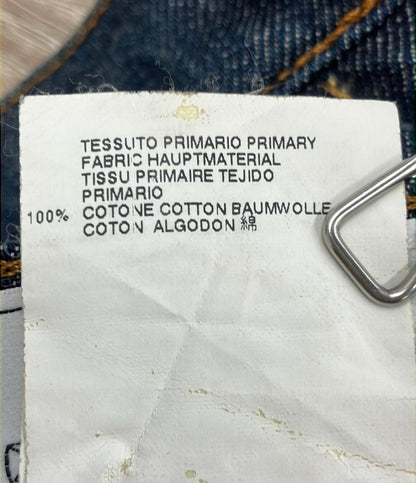 TESSUTO PRIMARIO PRIMARY
FABRIC HAUPTMATERIAL
TISSU PRIMAIRE TEJIDO
PRIMARIO
100% COTONE COTTON BAUMWOLLE
COTON ALGODON 綿